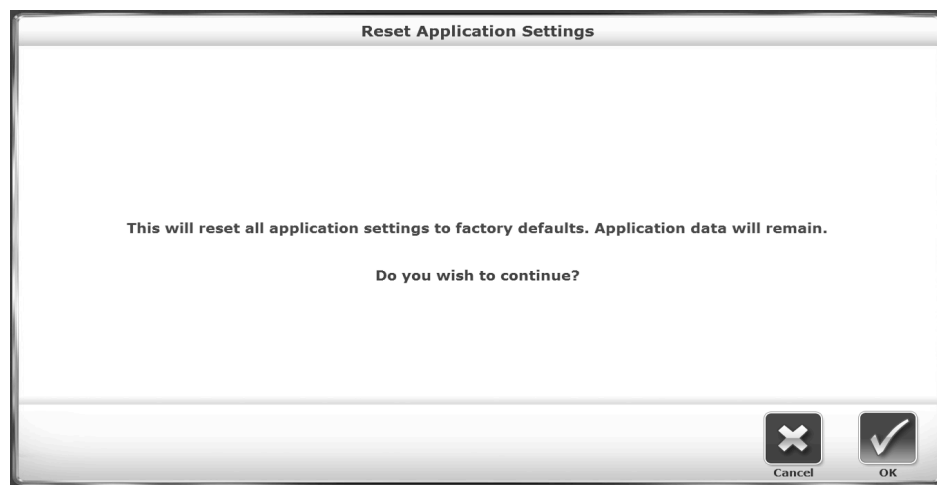 Reset Application Settings
This will reset all application settings to factory defaults. Application data will remain.
Do you wish to continue?
Cancel
OK